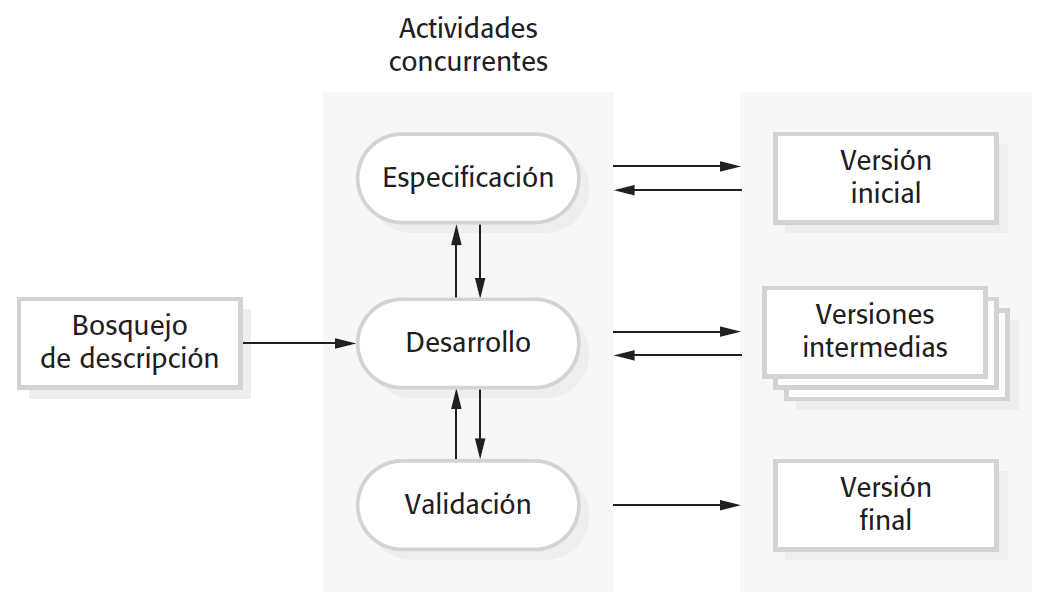 Actividades
concurrentes
Especificación
Versión
inicial
Bosquejo
de descripción
Desarrollo
Versiones
intermedias
Validación
Versión
final